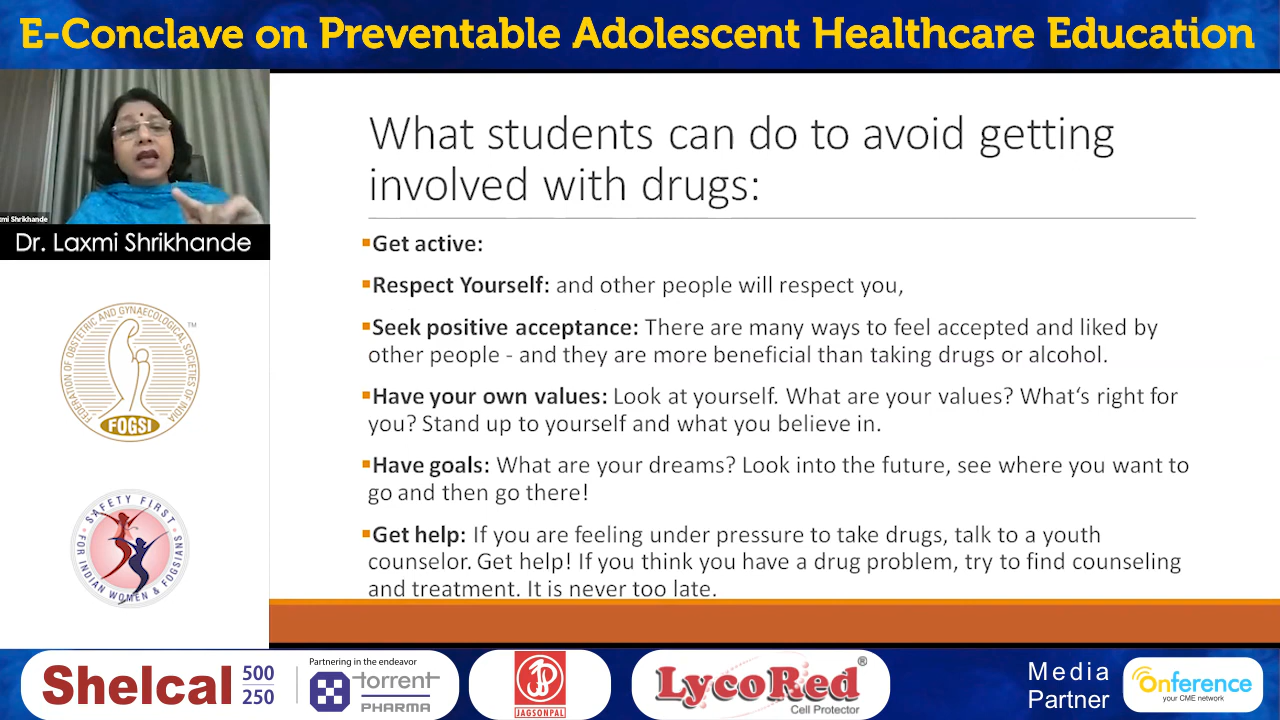 E-Conclave on Preventable Adolescent Healthcare Education
Shrikhande
Dr. Laxmi Shrikhande
FEDERATION OF OBSTETRIC AND GYNAECOLOGICAL SOCIETIES OF INDIA
TM
FOGSI
SAFETY FIRST
FOR INDIAN WOMEN & FOGSIANS
What students can do to avoid getting
involved with drugs:
▪Get active:
▪Respect Yourself: and other people will respect you,
▪Seek positive acceptance: There are many ways to feel accepted and liked by
other people - and they are more beneficial than taking drugs or alcohol.
▪Have your own values: Look at yourself. What are your values? What‘s right for
you? Stand up to yourself and what you believe in.
▪Have goals: What are your dreams? Look into the future, see where you want to
go and then go there!
▪Get help: If you are feeling under pressure to take drugs, talk to a youth
counselor. Get help! If you think you have a drug problem, try to find counseling
and treatment. It is never too late.
Shelcal 500
250
Partnering in the endeavor
torrent
PHARMA
JAGSONPAL
LycoRed®
Cell Protector
Media
Partner
Onference
your CME network